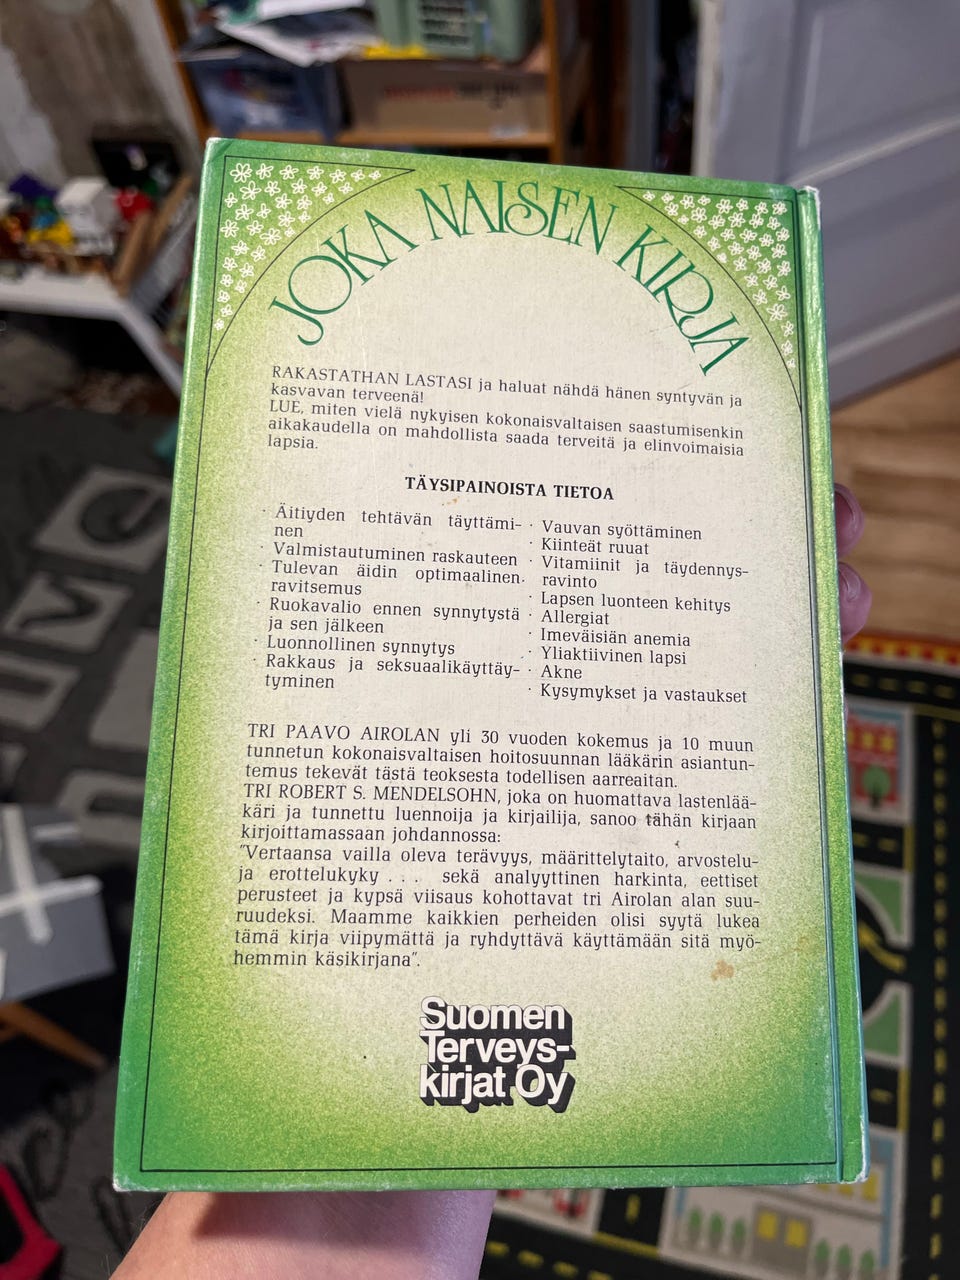 JOKA NAISEN KIRJA
RAKASTATHAN LASTASI ja haluat nähdä hänen syntyvän ja
kasvavan terveenä!
LUE, miten vielä nykyisen kokonaisvaltaisen saastumisenkin
aikakaudella on mahdollista saada terveitä ja elinvoimaisia
lapsia.
TÄYSIPAINOISTA TIETOA
· Äitiyden tehtävän täyttämi-
nen
· Valmistautuminen raskauteen
· Tulevan äidin optimaalinen
ravitsemus
· Ruokavalio ennen synnytystä
ja sen jälkeen
· Luonnollinen synnytys
· Rakkaus ja seksuaalikäyttäy-
tyminen
· Vauvan syöttäminen
· Kiinteät ruuat
· Vitamiinit ja täydennys-
ravinto
· Lapsen luonteen kehitys
· Allergiat
· Imeväisiän anemia
· Yliaktiivinen lapsi
· Akne
· Kysymykset ja vastaukset
TRI PAAVO AIROLAN yli 30 vuoden kokemus ja 10 muun
tunnetun kokonaisvaltaisen hoitosuunnan lääkärin asiantun-
temus tekevät tästä teoksesta todellisen aarreaitan.
TRI ROBERT S. MENDELSOHN, joka on huomattava lastenlää-
käri ja tunnettu luennoija ja kirjailija, sanoo tähän kirjaan
kirjoittamassaan johdannossa:
"Vertaansa vailla oleva terävyys, määrittelytaito, arvostelu-
ja erottelukyky . . . sekä analyyttinen harkinta, eettiset
perusteet ja kypsä viisaus kohottavat tri Airolan alan suu-
ruudeksi. Maamme kaikkien perheiden olisi syytä lukea
tämä kirja viipymättä ja ryhdyttävä käyttämään sitä myö-
hemmin käsikirjana".
Suomen
Terveys-
kirjat Oy